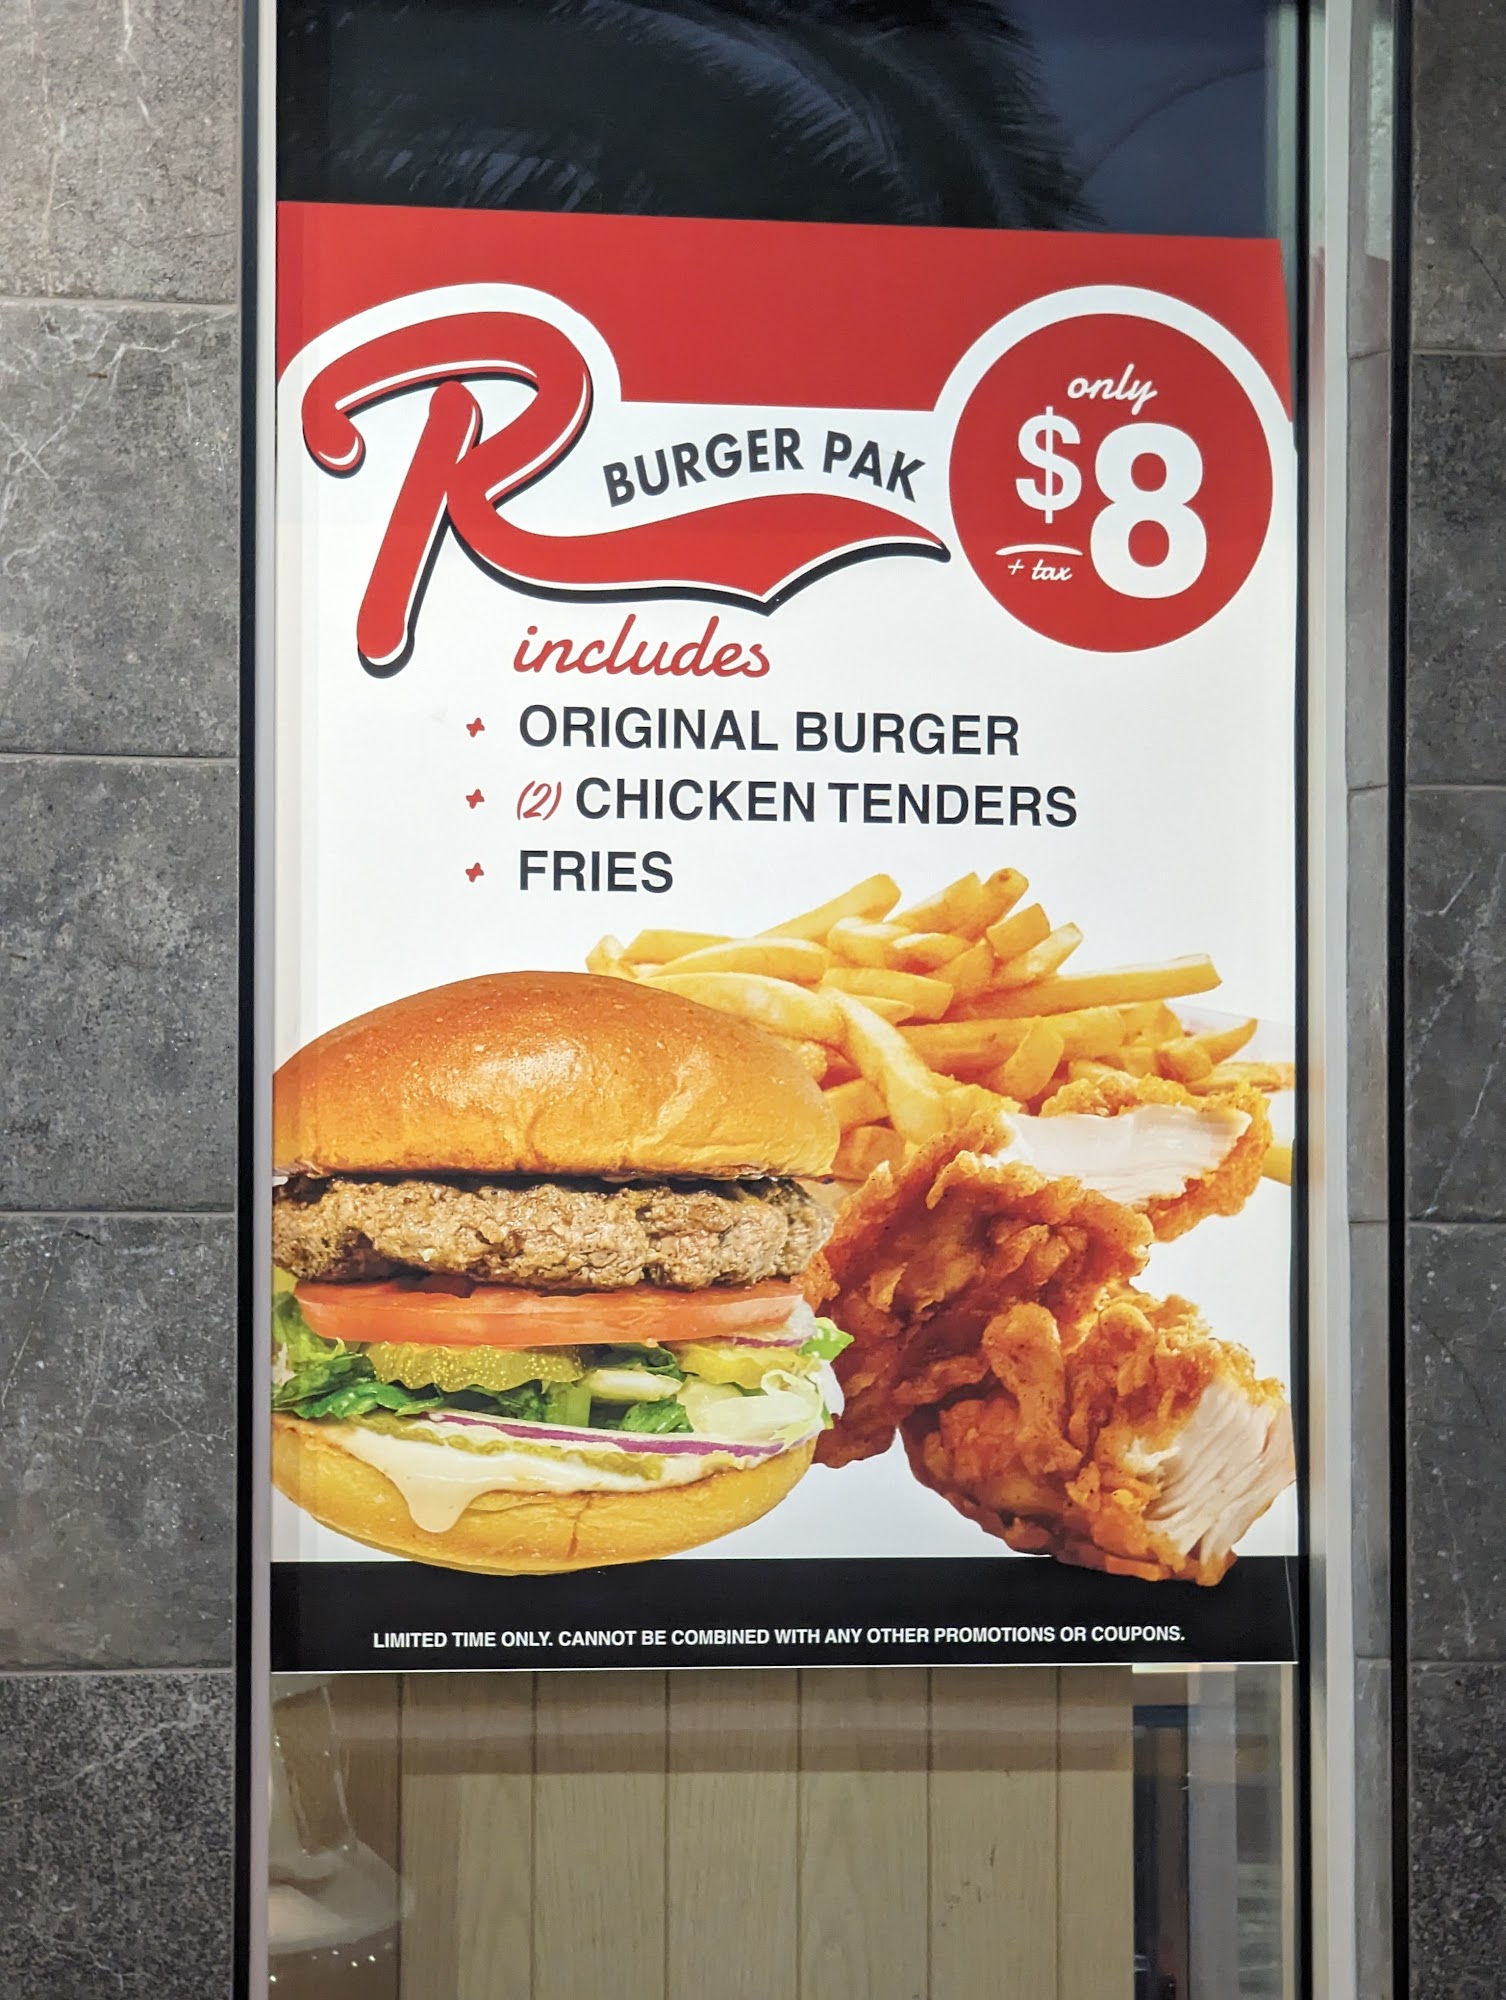 R BURGER PAK
only
$8
+ tax
includes
ORIGINAL BURGER
(2) CHICKEN TENDERS
FRIES
LIMITED TIME ONLY. CANNOT BE COMBINED WITH ANY OTHER PROMOTIONS OR COUPONS.